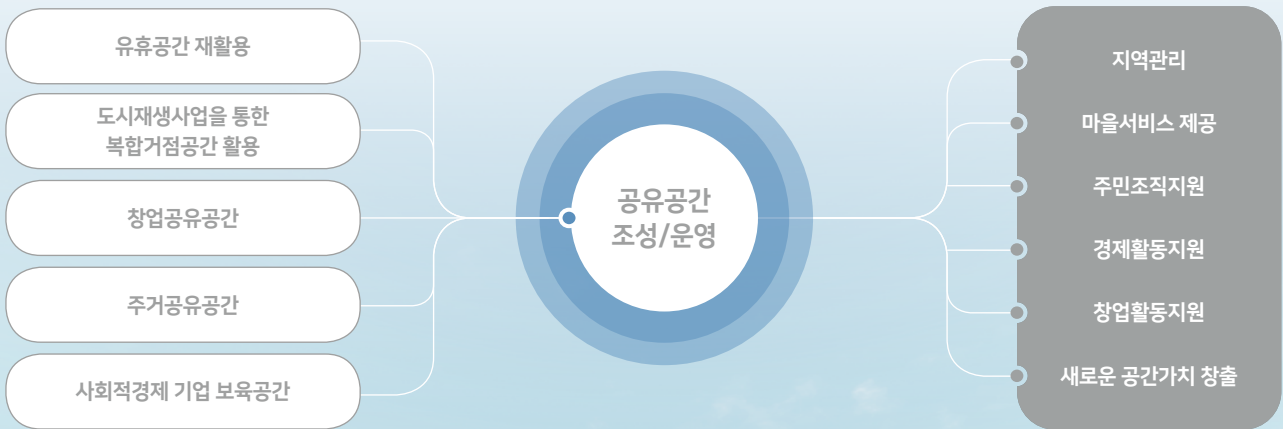 유휴공간 재활용
도시재생사업을 통한
복합거점공간 활용
창업공유공간
주거공유공간
사회적경제 기업 보육공간
공유공간
조성/운영
지역관리
마을서비스 제공
주민조직지원
경제활동지원
창업활동지원
새로운 공간가치 창출